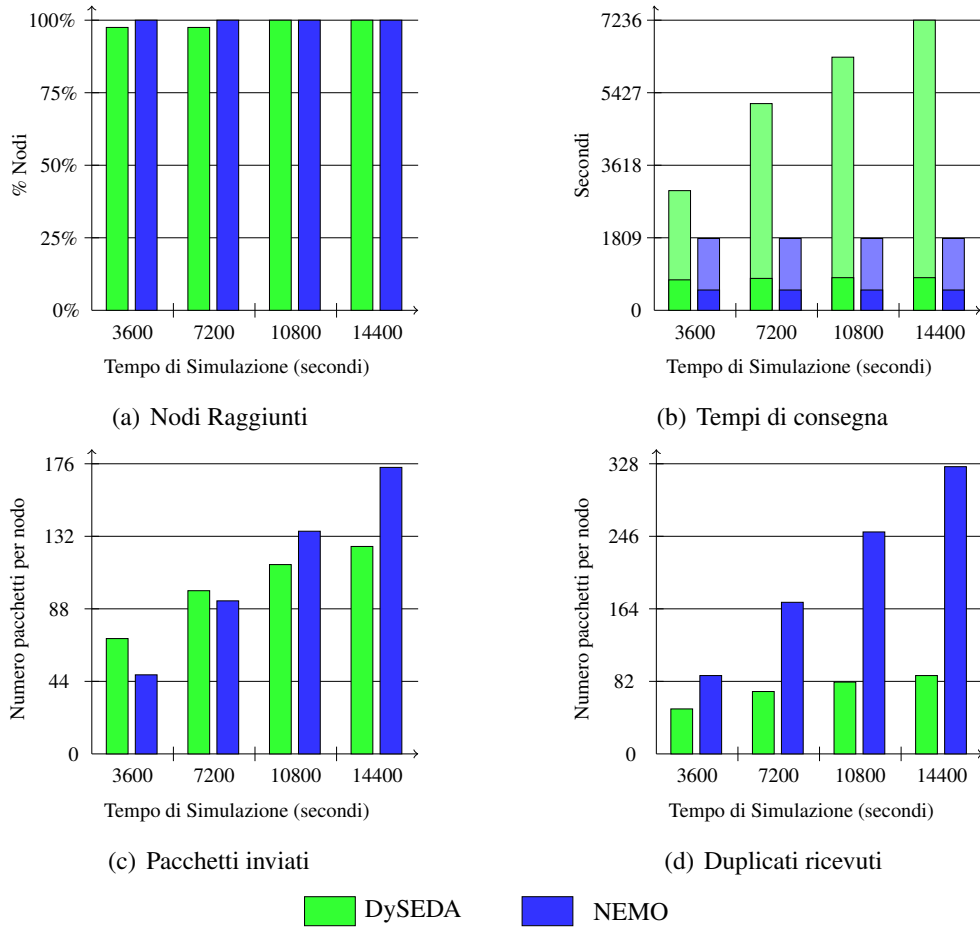 100%
75%
50%
25%
0%
% Nodi
3600 7200 10800 14400
Tempo di Simulazione (secondi)
(a) Nodi Raggiunti
7236
5427
3618
1809
0
Secondi
3600 7200 10800 14400
Tempo di Simulazione (secondi)
(b) Tempi di consegna
176
132
88
44
0
Numero pacchetti per nodo
3600 7200 10800 14400
Tempo di Simulazione (secondi)
(c) Pacchetti inviati
328
246
164
82
0
Numero pacchetti per nodo
3600 7200 10800 14400
Tempo di Simulazione (secondi)
(d) Duplicati ricevuti
DySEDA NEMO